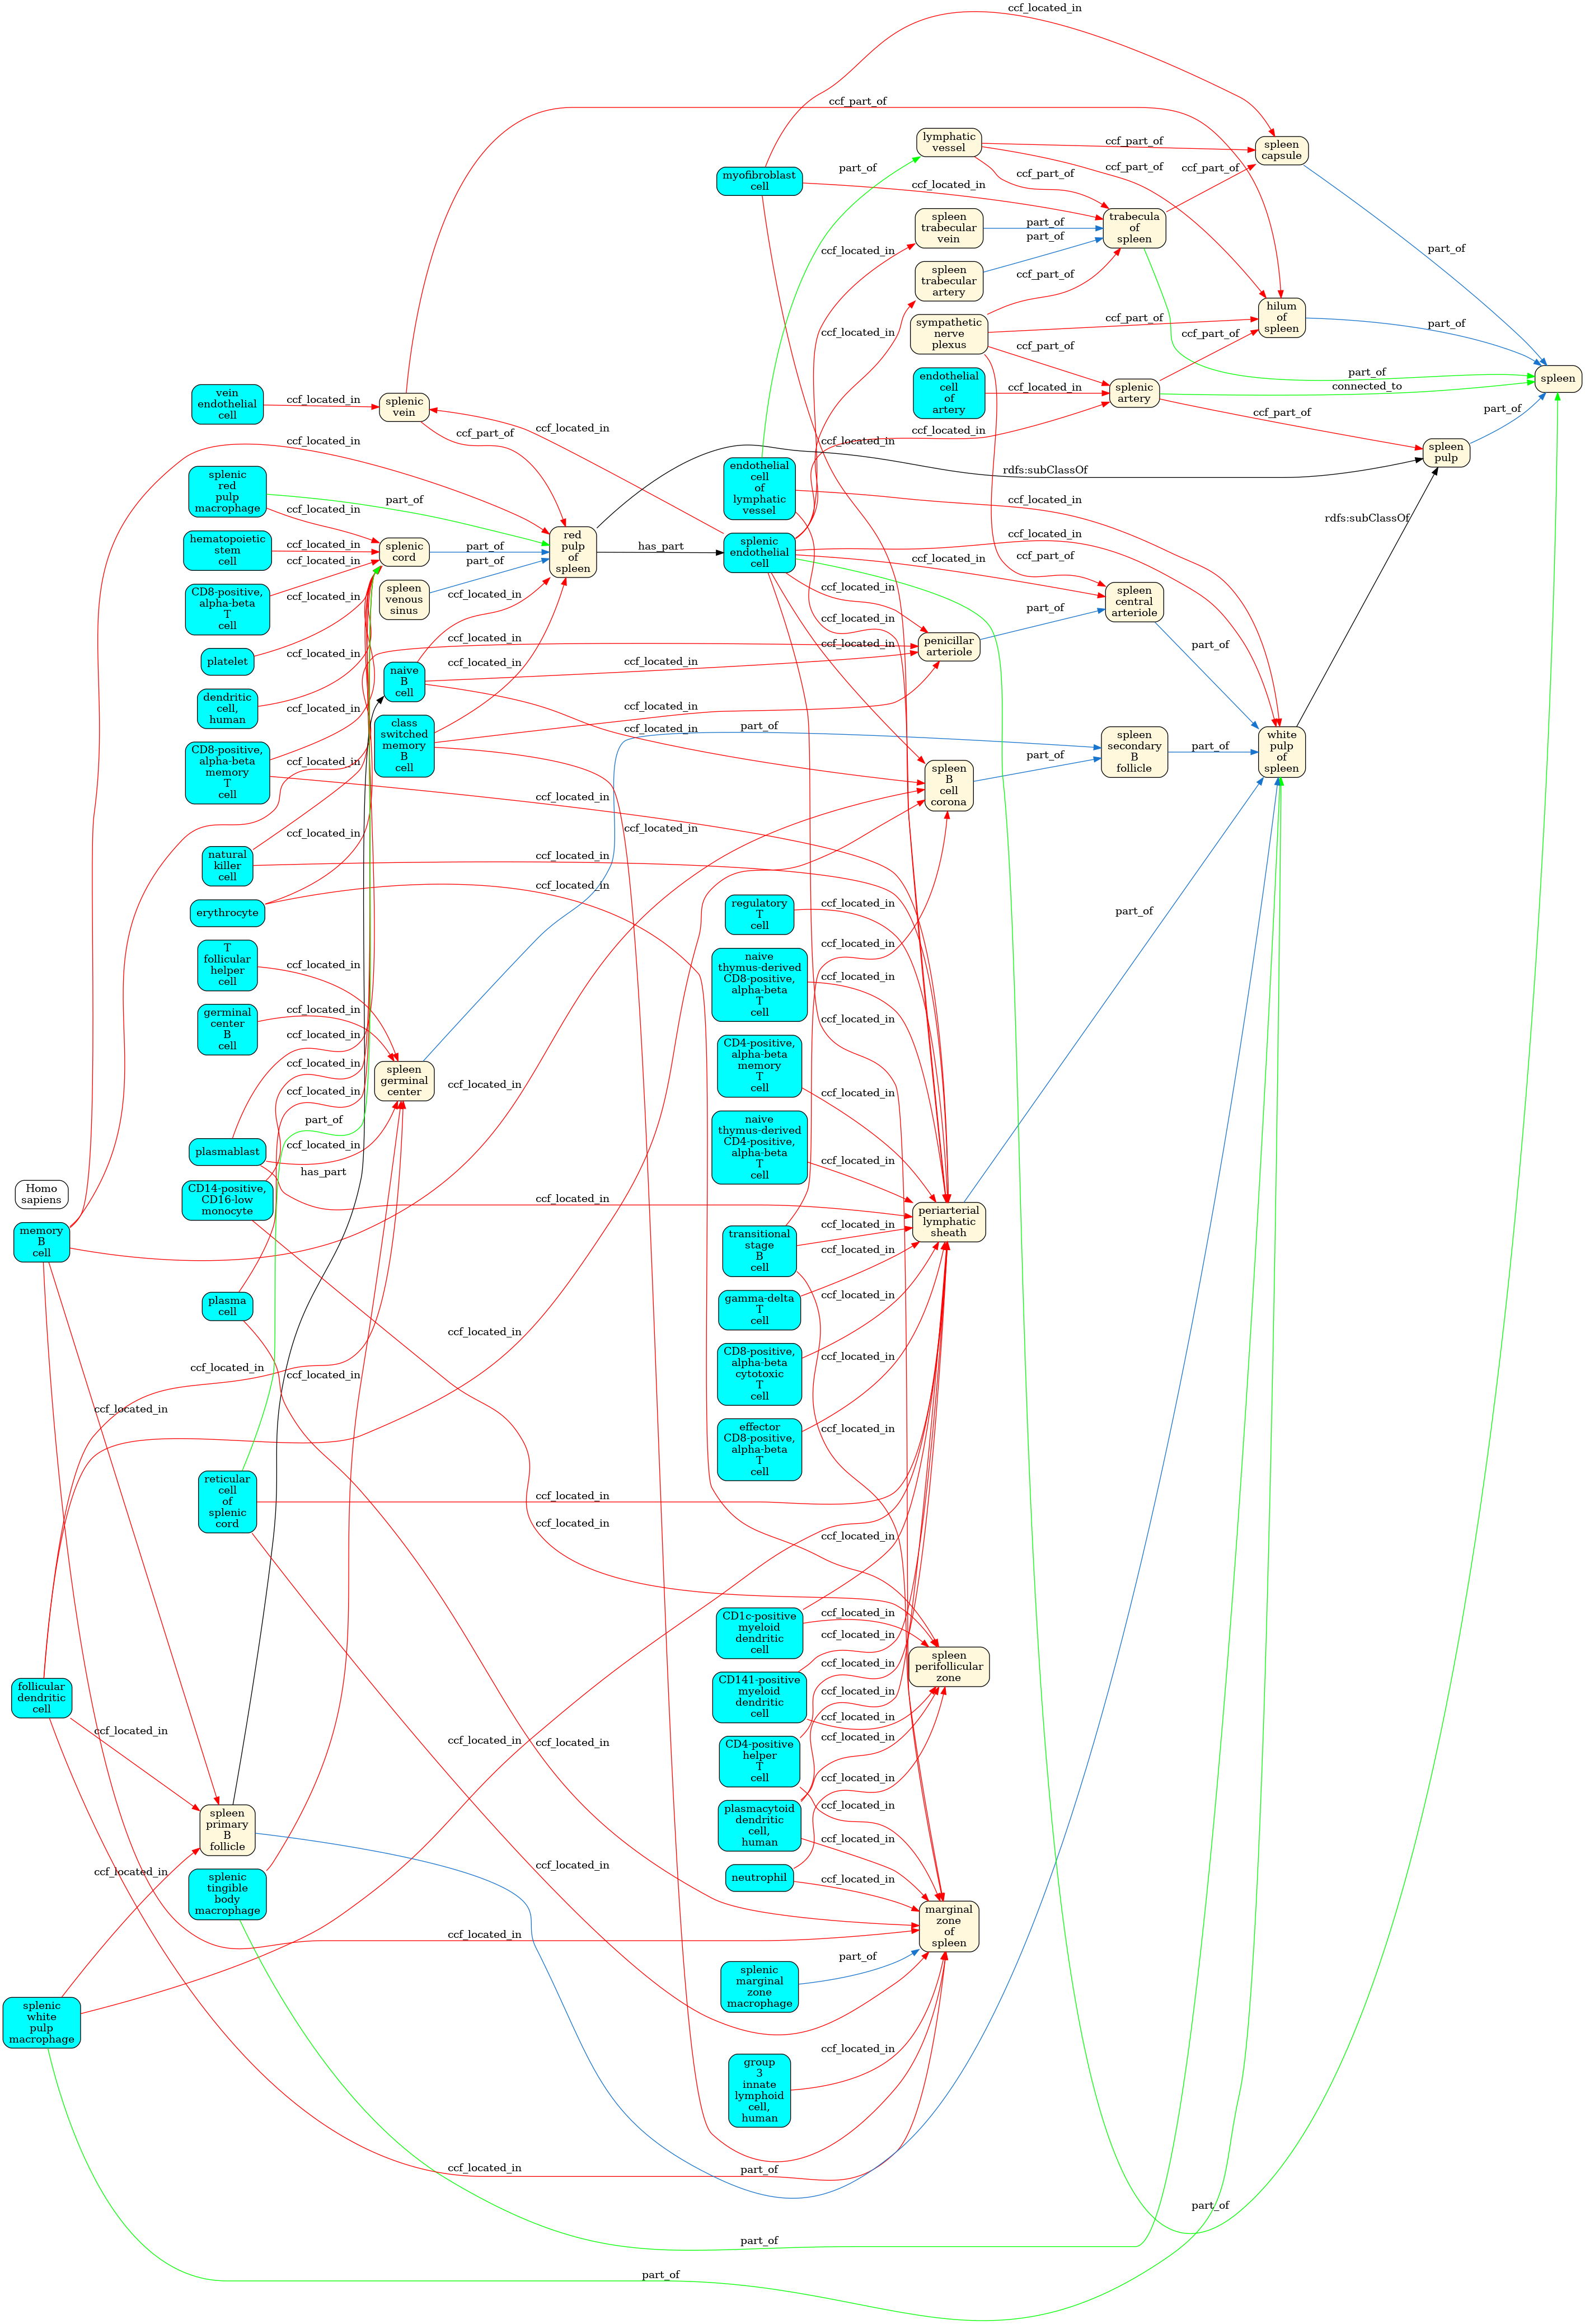 ccf_located_in
ccf_part_of
lymphatic
vessel
ccf_part_of
spleen
capsule
part_of
ccf_part_of
ccf_part_of
ccf_part_of
myofibroblast
cell
ccf_located_in
spleen
trabecular
vein
part_of
part_of
trabecula
of
spleen
part_of
ccf_located_in
spleen
trabecular
artery
ccf_part_of
ccf_located_in
sympathetic
nerve
plexus
ccf_part_of
ccf_part_of
ccf_part_of
hilum
of
spleen
part_of
part_of
connected_to
spleen
endothelial
cell
of
artery
ccf_located_in
splenic
artery
ccf_part_of
part_of
vein
endothelial
cell
ccf_located_in
splenic
vein
ccf_part_of
ccf_located_in
ccf_located_in
ccf_located_in
ccf_located_in
spleen
pulp
rdfs:subClassOf
rdfs:subClassOf
splenic
red
pulp
macrophage
part_of
ccf_located_in
endothelial
cell
of
lymphatic
vessel
ccf_located_in
hematopoietic
stem
cell
ccf_located_in
ccf_located_in
splenic
cord
part_of
part_of
red
pulp
of
spleen
has_part
splenic
endothelial
cell
ccf_located_in
ccf_located_in
ccf_part_of
CD8-positive,
alpha-beta
T
cell
ccf_located_in
spleen
venous
sinus
ccf_located_in
ccf_located_in
spleen
central
arteriole
part_of
part_of
platelet
ccf_located_in
ccf_located_in
ccf_located_in
penicillar
arteriole
naive
B
cell
ccf_located_in
ccf_located_in
dendritic
cell,
human
ccf_located_in
ccf_located_in
ccf_located_in
class
switched
memory
B
cell
part_of
spleen
secondary
B
follicle
part_of
white
pulp
of
spleen
CD8-positive,
alpha-beta
memory
T
cell
ccf_located_in
ccf_located_in
ccf_located_in
spleen
B
cell
corona
part_of
natural
killer
cell
ccf_located_in
ccf_located_in
erythrocyte
ccf_located_in
regulatory
T
cell
ccf_located_in
part_of
T
follicular
helper
cell
ccf_located_in
ccf_located_in
naive
thymus-derived
CD8-positive,
alpha-beta
T
cell
ccf_located_in
germinal
center
B
cell
ccf_located_in
ccf_located_in
ccf_located_in
spleen
germinal
center
CD4-positive,
alpha-beta
memory
T
cell
ccf_located_in
ccf_located_in
ccf_located_in
part_of
plasmablast
ccf_located_in
has_part
naive
thymus-derived
CD4-positive,
alpha-beta
T
cell
ccf_located_in
Homo
sapiens
CD14-positive,
CD16-low
monocyte
ccf_located_in
periarterial
lymphatic
sheath
memory
B
cell
transitional
stage
B
cell
ccf_located_in
ccf_located_in
plasma
cell
gamma-delta
T
cell
ccf_located_in
ccf_located_in
ccf_located_in
ccf_located_in
CD8-positive,
alpha-beta
cytotoxic
T
cell
ccf_located_in
ccf_located_in
effector
CD8-positive,
alpha-beta
T
cell
ccf_located_in
reticular
cell
of
splenic
cord
ccf_located_in
ccf_located_in
ccf_located_in
CD1c-positive
myeloid
dendritic
cell
ccf_located_in
ccf_located_in
spleen
perifollicular
zone
follicular
dendritic
cell
ccf_located_in
CD141-positive
myeloid
dendritic
cell
ccf_located_in
ccf_located_in
ccf_located_in
ccf_located_in
ccf_located_in
CD4-positive
helper
T
cell
ccf_located_in
ccf_located_in
ccf_located_in
spleen
primary
B
follicle
plasmacytoid
dendritic
cell,
human
ccf_located_in
ccf_located_in
ccf_located_in
splenic
tingible
body
macrophage
neutrophil
ccf_located_in
ccf_located_in
marginal
zone
of
spleen
splenic
marginal
zone
macrophage
part_of
splenic
white
pulp
macrophage
group
3
innate
lymphoid
cell,
human
ccf_located_in
ccf_located_in
part_of
part_of
part_of
part_of